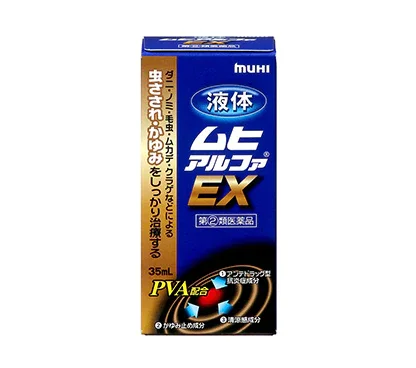 muHI
液体
ムヒ
アルファ®
EX
指②類医薬品
ダニ・ノミ・毛虫・ムカデ・クラゲなどによる
虫さされ・かゆみをしっかり治療する
35mL
PVA配合
①アンテドラッグ型
抗炎症成分
②かゆみ止め成分
③清涼感成分